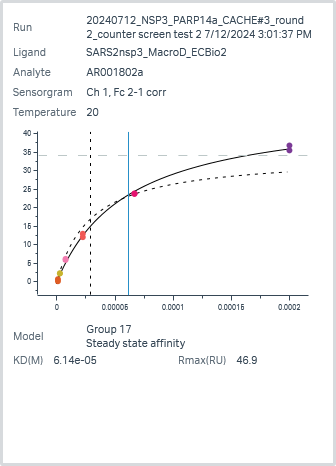 Run 20240712_NSP3_PARP14a_CACHE#3_round
2_counter screen test 2 7/12/2024 3:01:37 PM
Ligand SARS2nsp3_MacroD_ECBio2
Analyte AR001802a
Sensorgram Ch 1, Fc 2-1 corr
Temperature 20
40
35
30
25
20
15
10
5
0
0 0.00005 0.0001 0.00015 0.0002
Model Group 17
Steady state affinity
KD(M) 6.14e-05 Rmax(RU) 46.9